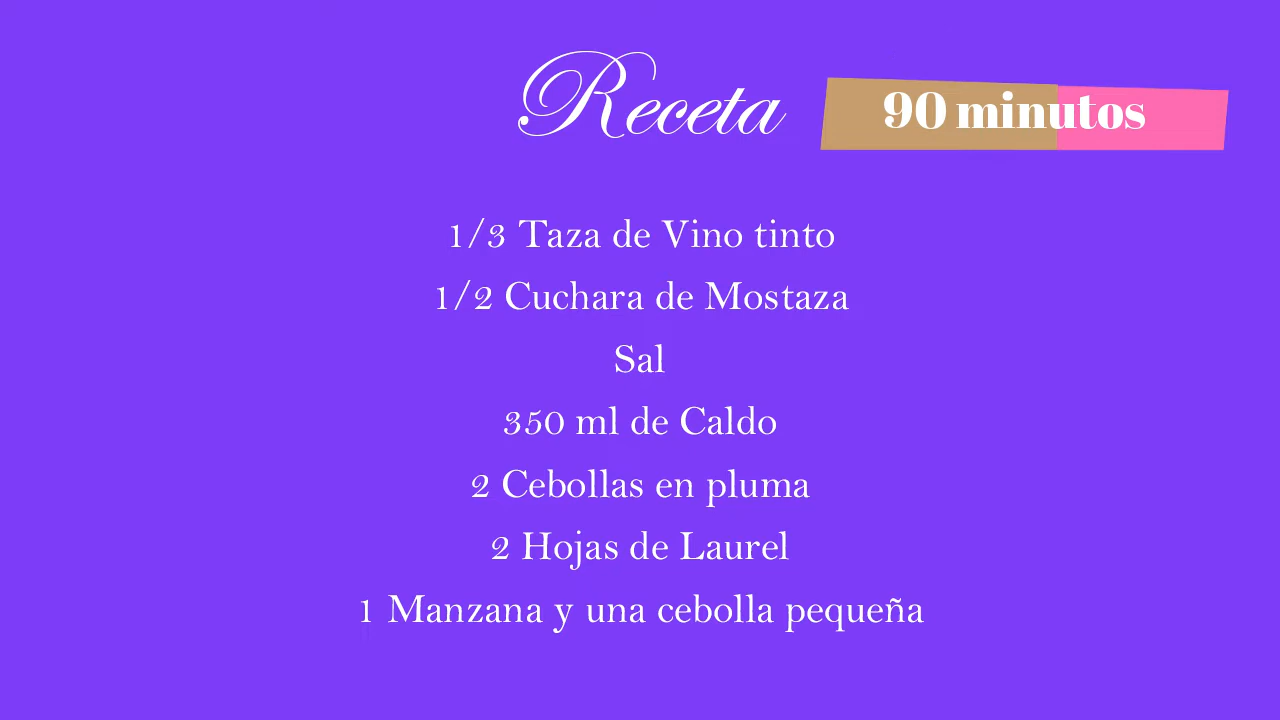 Receta
90 minutos
1/3 Taza de Vino tinto
1/2 Cuchara de Mostaza
Sal
350 ml de Caldo
2 Cebollas en pluma
2 Hojas de Laurel
1 Manzana y una cebolla pequeña